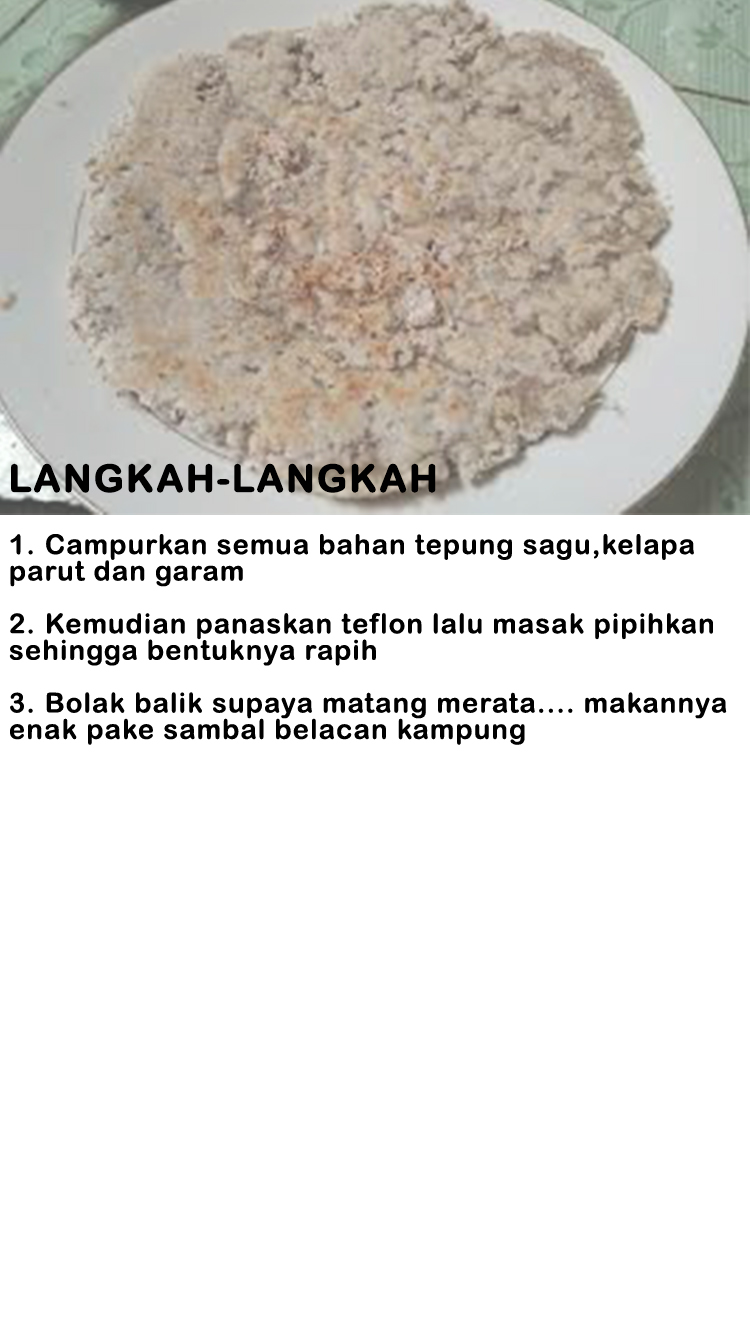 LANGKAH-LANGKAH
1. Campurkan semua bahan tepung sagu,kelapa
parut dan garam
2. Kemudian panaskan teflon lalu masak pipihkan
sehingga bentuknya rapih
3. Bolak balik supaya matang merata.... makannya
enak pake sambal belacan kampung